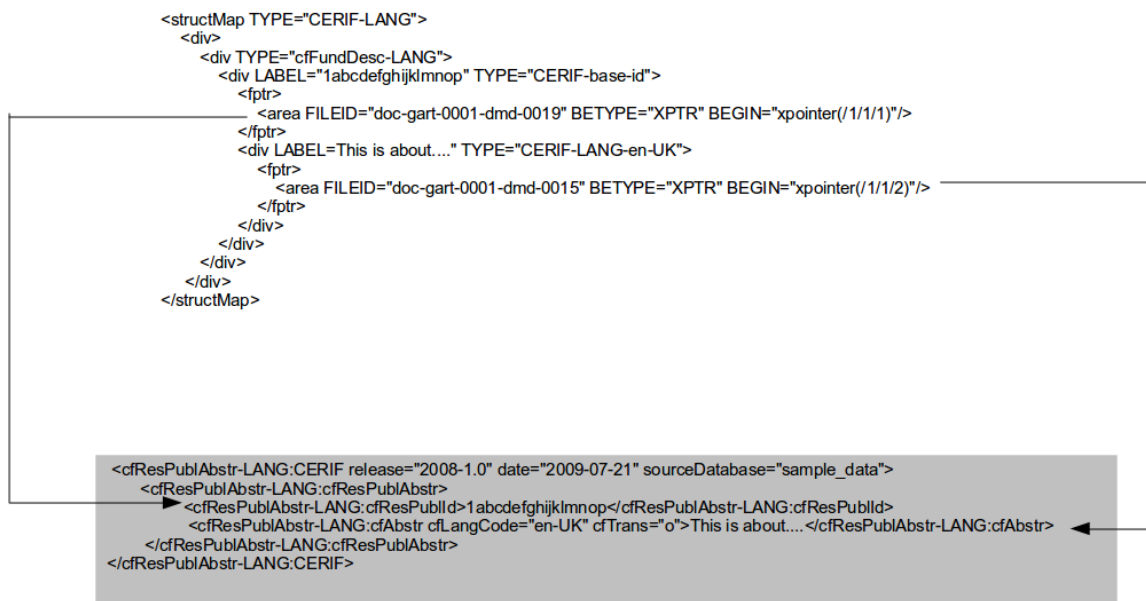 <structMap TYPE="CERIF-LANG">
<div>
<div TYPE="cfFundDesc-LANG">
<div LABEL="1abcdefghijklmnop" TYPE="CERIF-base-id">
<fptr>
<area FILEID="doc-gart-0001-dmd-0019" BETYPE="XPTR" BEGIN="xpointer(/1/1/1)"/>
</fptr>
<div LABEL=This is about...." TYPE="CERIF-LANG-en-UK">
<fptr>
<area FILEID="doc-gart-0001-dmd-0015" BETYPE="XPTR" BEGIN="xpointer(/1/1/2)"/>
</fptr>
</div>
</div>
</div>
</div>
</structMap>
<cfResPublAbstr-LANG:CERIF release="2008-1.0" date="2009-07-21" sourceDatabase="sample_data">
<cfResPublAbstr-LANG:cfResPublAbstr>
<cfResPublAbstr-LANG:cfResPublId>1abcdefghijklmnop</cfResPublAbstr-LANG:cfResPublId>
<cfResPublAbstr-LANG:cfAbstr cfLangCode="en-UK" cfTrans="o">This is about....</cfResPublAbstr-LANG:cfAbstr>
</cfResPublAbstr-LANG:cfResPublAbstr>
</cfResPublAbstr-LANG:CERIF>